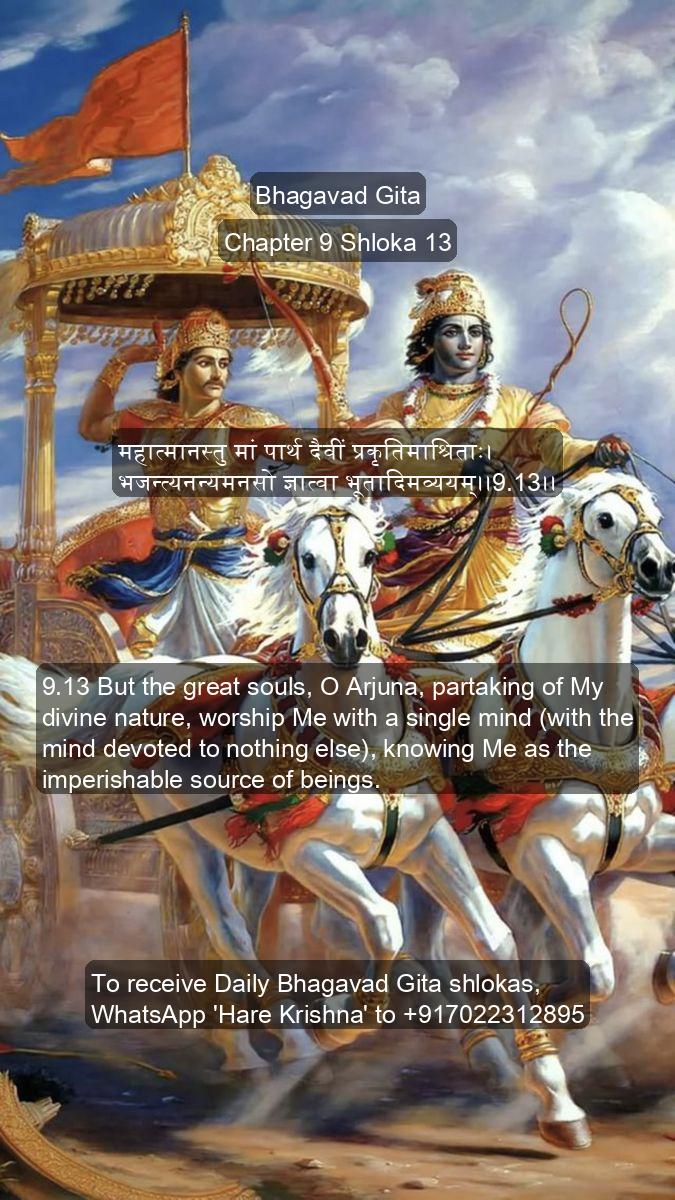 Bhagavad Gita
Chapter 9 Shloka 13
महात्मानस्तु मां पार्थ दैवीं प्रकृतिमाश्रिताः।
भजन्त्यनन्यमनसो ज्ञात्वा भूतादिमव्ययम्।।9.13।।
9.13 But the great souls, O Arjuna, partaking of My
divine nature, worship Me with a single mind (with the
mind devoted to nothing else), knowing Me as the
imperishable source of beings.
To receive Daily Bhagavad Gita shlokas,
WhatsApp 'Hare Krishna' to +917022312895